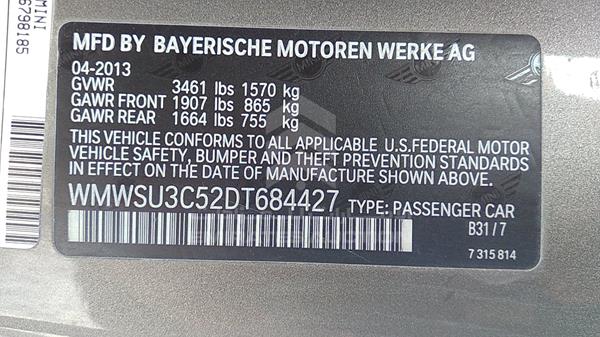 MINI
6798185
MFD BY BAYERISCHE MOTOREN WERKE AG
04-2013
GVWR 3461 lbs 1570 kg
GAWR FRONT 1907 lbs 865 kg
GAWR REAR 1664 lbs 755 kg
THIS VEHICLE CONFORMS TO ALL APPLICABLE U.S.FEDERAL MOTOR
VEHICLE SAFETY, BUMPER AND THEFT PREVENTION STANDARDS
IN EFFECT ON THE DATE OF MANUFACTURE SHOWN ABOVE.
WMWSU3C52DT684427 TYPE: PASSENGER CAR
B31/7
7 315 814